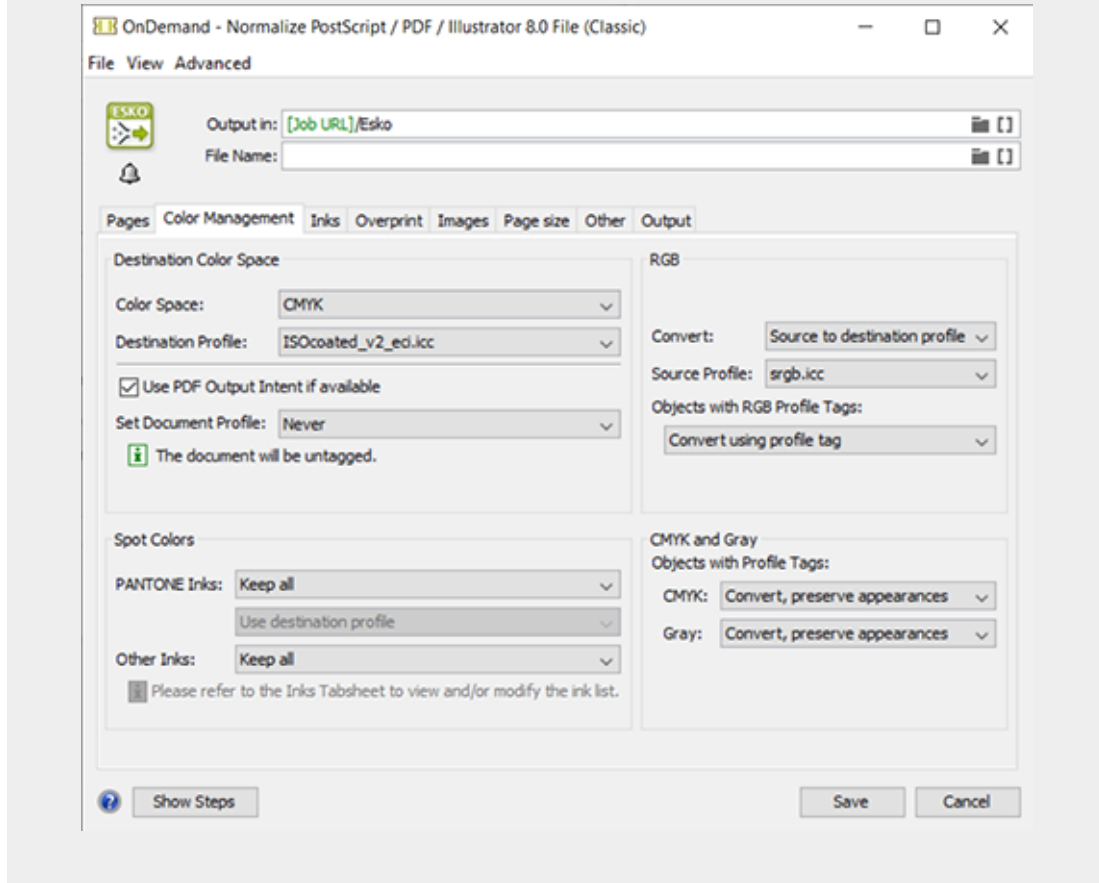 OnDemand - Normalize PostScript / PDF / Illustrator 8.0 File (Classic)
File View Advanced
ESKO
Output in: [Job URL]/Esko
File Name:
Pages Color Management Inks Overprint Images Page size Other Output
Destination Color Space
Color Space: CMYK
Destination Profile: ISOcoated_v2_eci.icc
Use PDF Output Intent if available
Set Document Profile: Never
The document will be untagged.
RGB
Convert: Source to destination profile
Source Profile: srgb.icc
Objects with RGB Profile Tags:
Convert using profile tag
Spot Colors
PANTONE Inks: Keep all
Use destination profile
Other Inks: Keep all
Please refer to the Inks Tabsheet to view and/or modify the ink list.
CMYK and Gray
Objects with Profile Tags:
CMYK: Convert, preserve appearances
Gray: Convert, preserve appearances
Show Steps Save Cancel